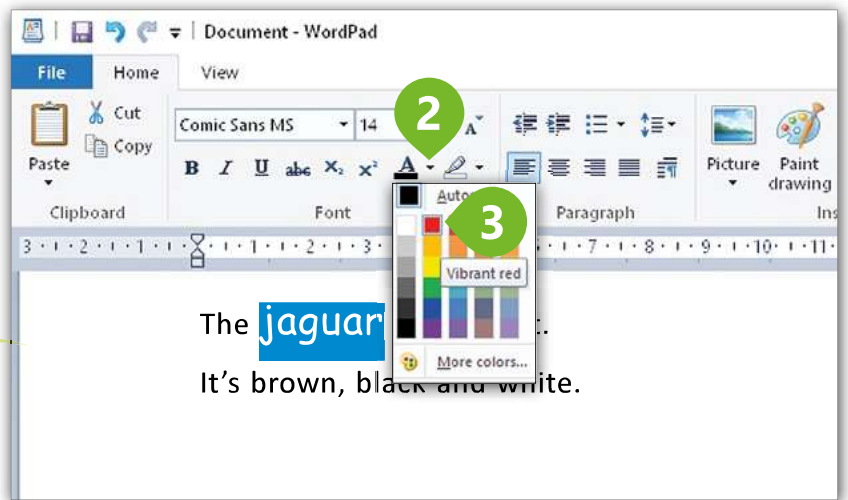 Document - WordPad
File Home View
Cut
Copy
Paste
Clipboard
Comic Sans MS 14
2
B I U abc X₂ X² A
Font
Paragraph
Picture Paint drawing
Automatic
3
Vibrant red
More colors...
3 · 2 · 1 · 1 · 2 · 3 · 7 · 8 · 9 · 10 · 11
The jaguar
It's brown, black and white.